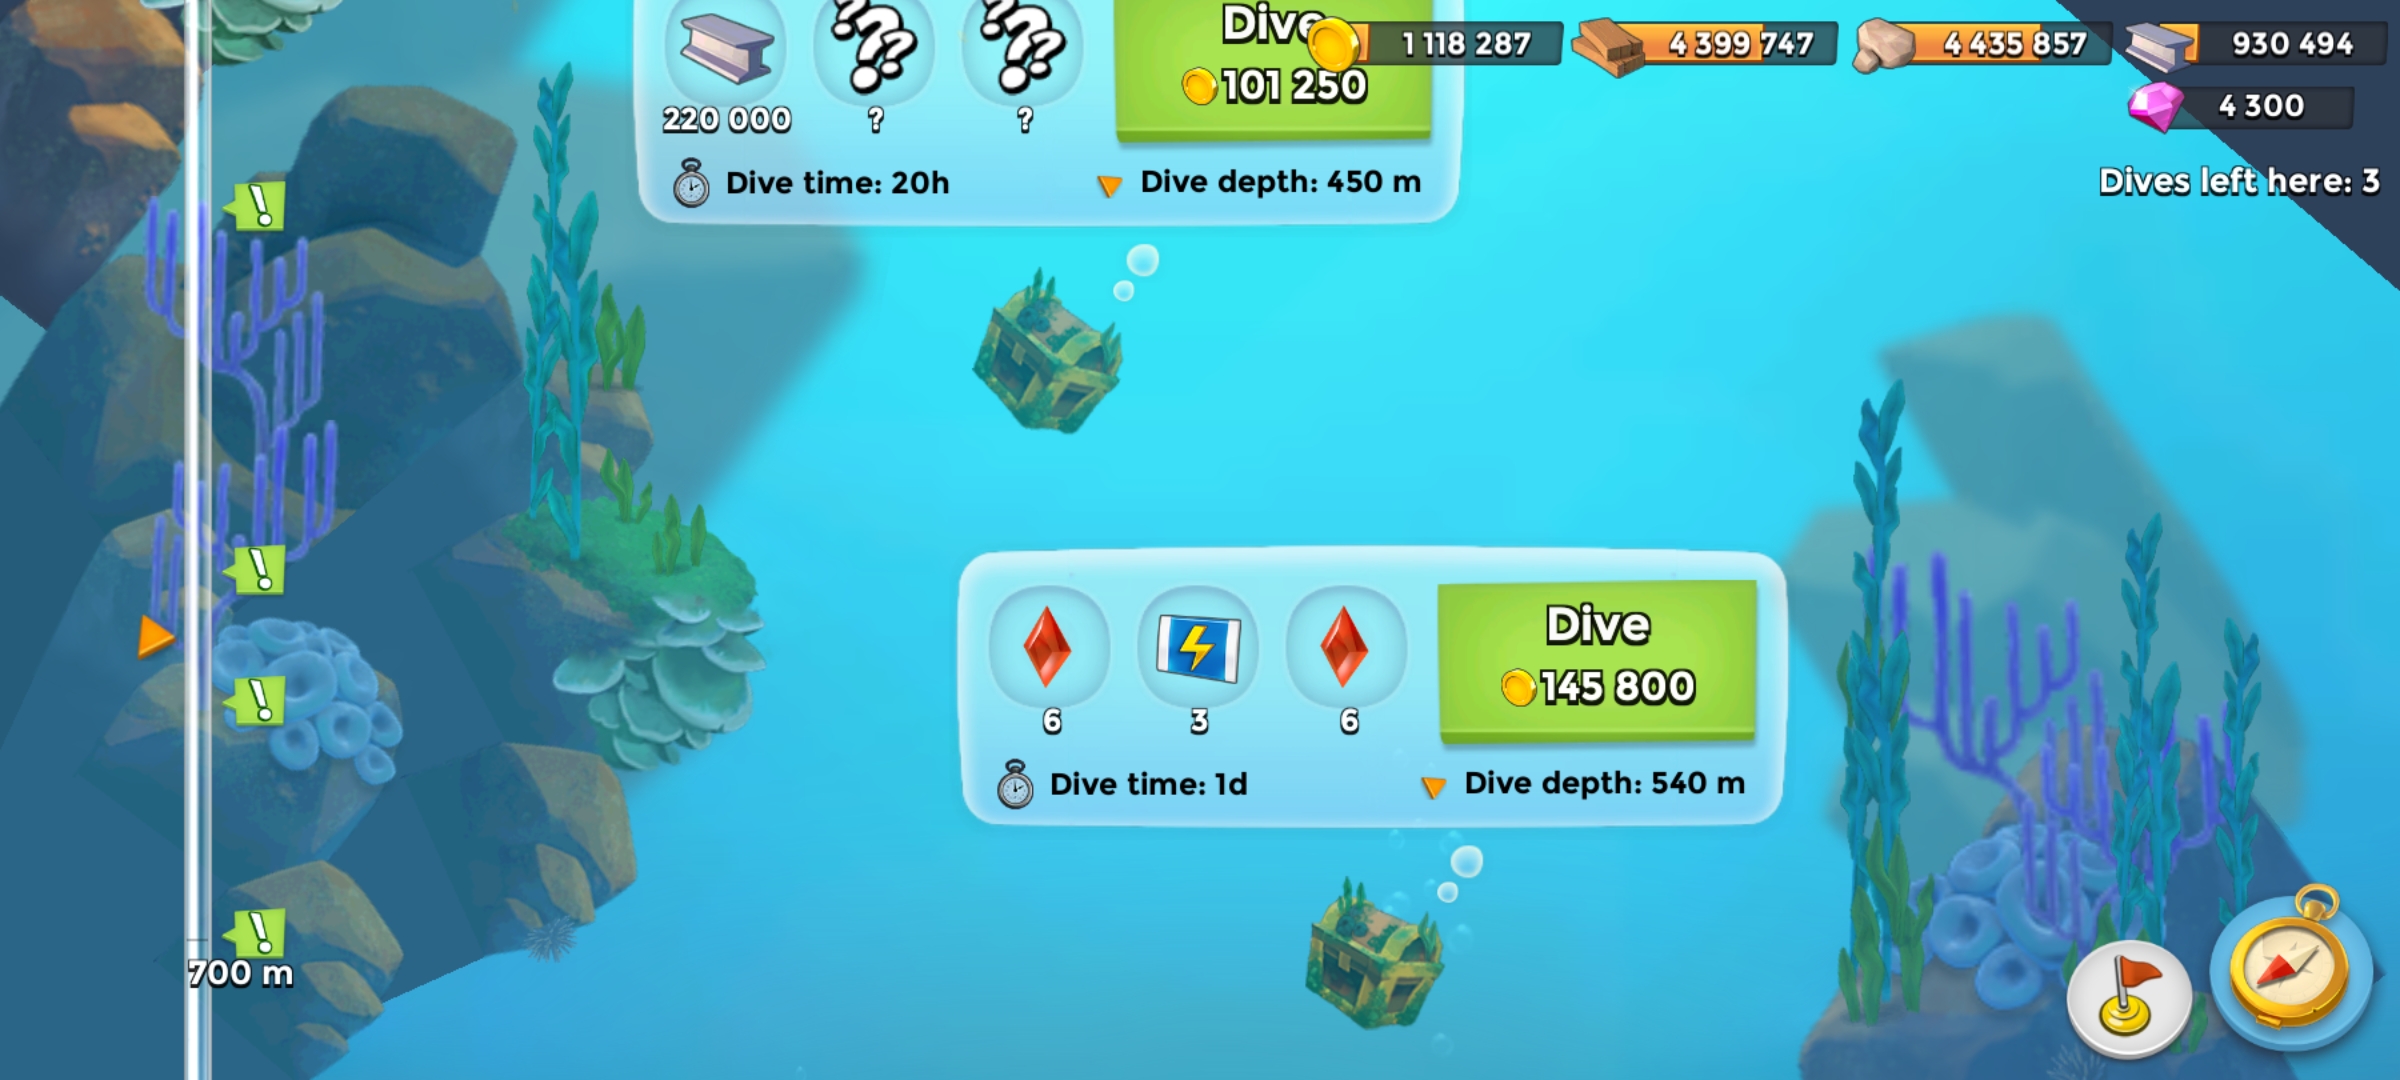 Dive
101 250
1 118 287
4 399 747
4 435 857
930 494
4 300
Dives left here: 3
??? ???
220 000 ? ?
Dive time: 20h
Dive depth: 450 m
!
!
!
!
700 m
Dive
145 800
6 3 6
Dive time: 1d
Dive depth: 540 m